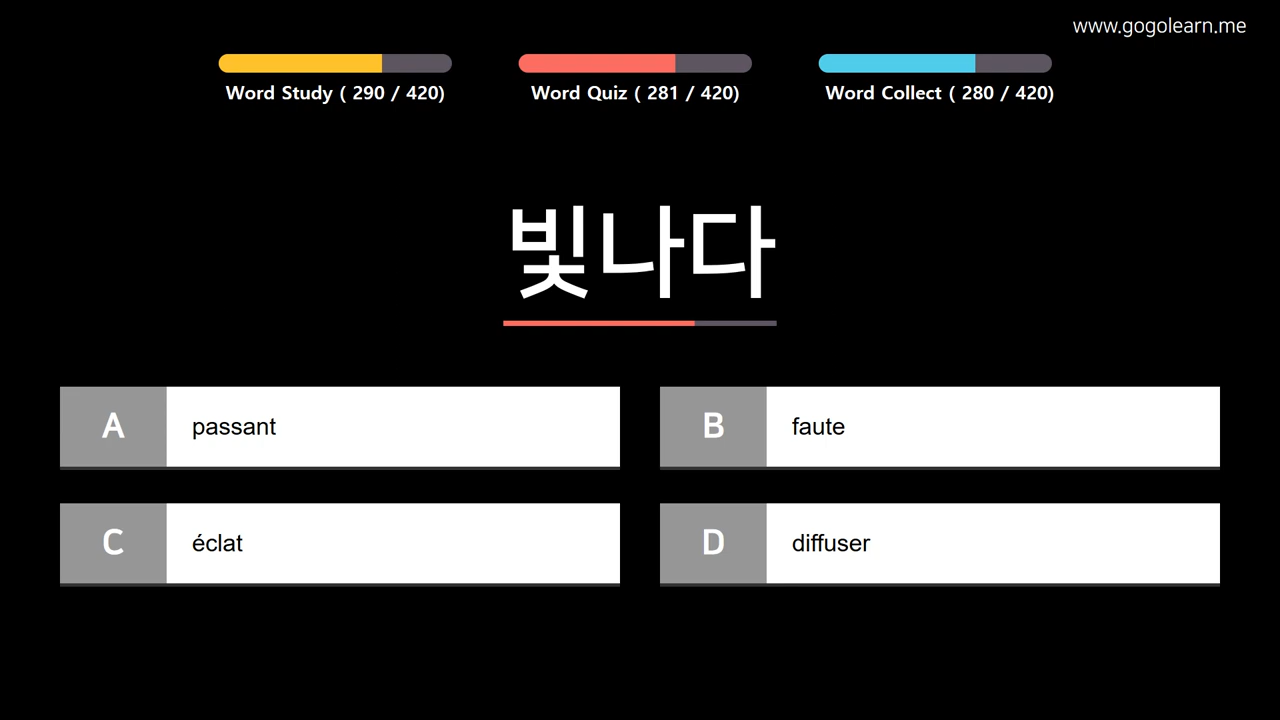 www.gogolearn.me
Word Study ( 290 / 420)
Word Quiz ( 281 / 420)
Word Collect ( 280 / 420)
빛나다
A passant
B faute
C éclat
D diffuser